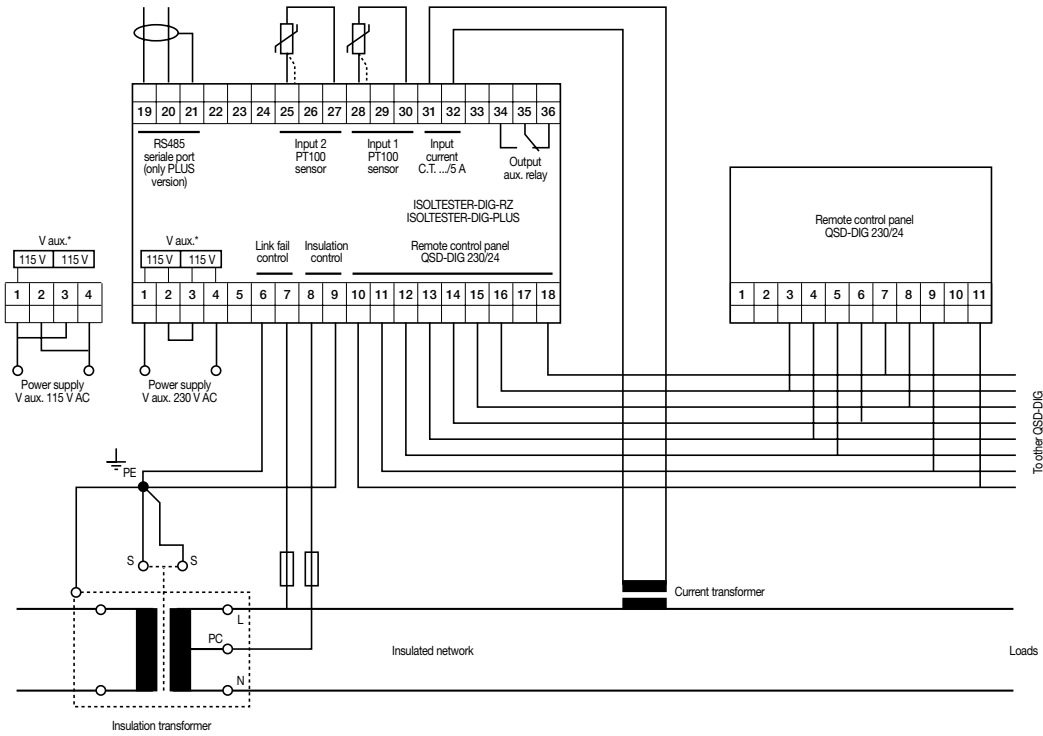 19 20 21 22 23 24 25 26 27 28 29 30 31 32 33 34 35 36
RS485
seriale port
(only PLUS
version)
Input 2
PT100
sensor
Input 1
PT100
sensor
Input
current
C.T. .../5 A
Output
aux. relay
ISOLTESTER-DIG-RZ
ISOLTESTER-DIG-PLUS
Remote control panel
QSD-DIG 230/24
V aux.*
115 V 115 V
V aux.*
115 V 115 V
Link fail
control
Insulation
control
Remote control panel
QSD-DIG 230/24
1 2 3 4
1 2 3 4 5 6 7 8 9 10 11 12 13 14 15 16 17 18
1 2 3 4 5 6 7 8 9 10 11
Power supply
V aux. 115 V AC
Power supply
V aux. 230 V AC
To other QSD-DIG
PE
S S
Current transformer
L
PC
Insulated network
Loads
N
Insulation transformer